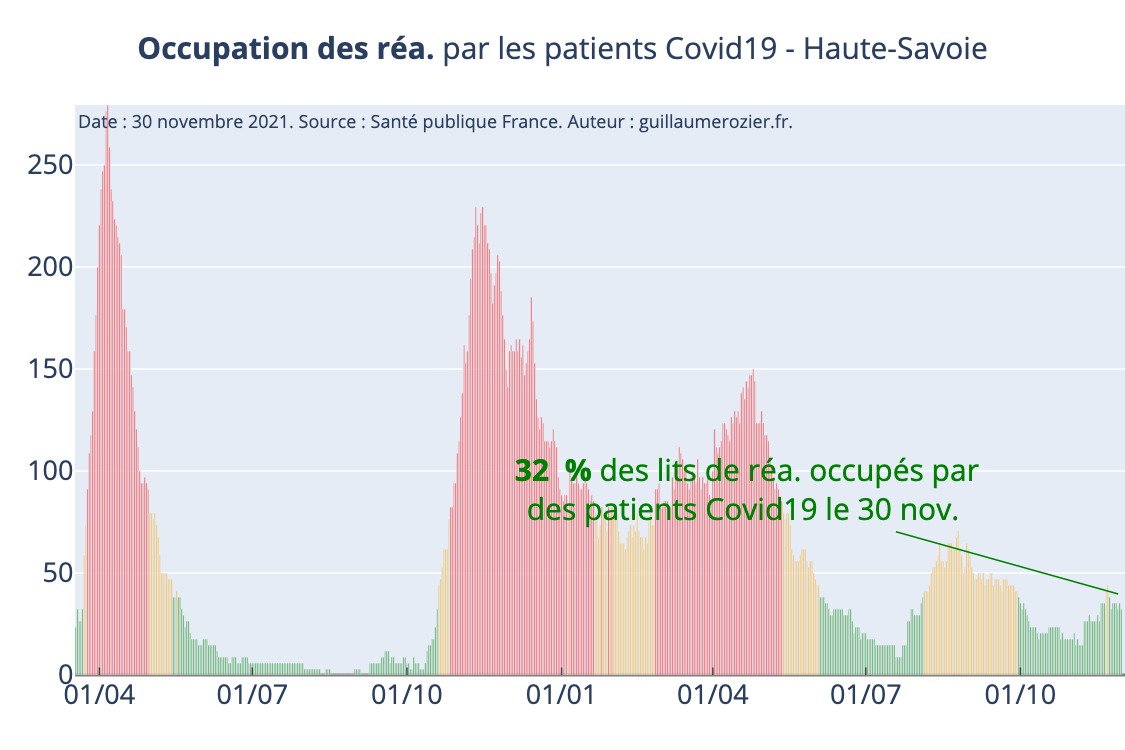 Occupation des réa. par les patients Covid19 - Haute-Savoie
Date : 30 novembre 2021. Source : Santé publique France. Auteur : guillaumerozier.fr.
250
200
150
100
50
0
32 % des lits de réa. occupés par
des patients Covid19 le 30 nov.
01/04 01/07 01/10 01/01 01/04 01/07 01/10